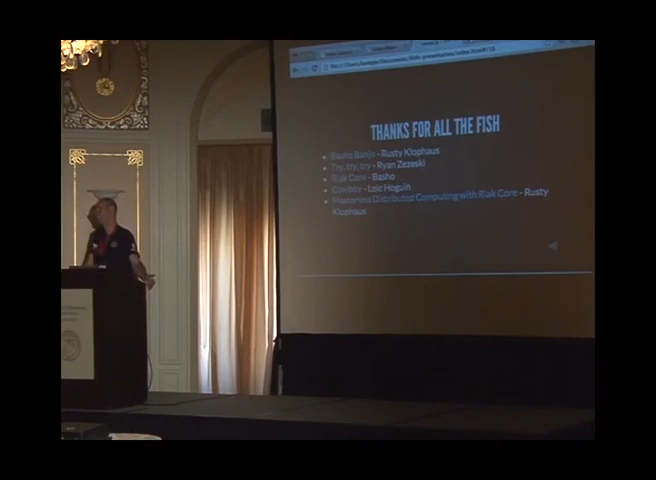 THANKS FOR ALL THE FISH
Basho Banjo - Rusty Klophaus
Try, try, try - Ryan Zezeski
Riak Core - Basho
Cowboy - Loïc Hoguin
Masterless Distributed Computing with Riak Core - Rusty
Klophaus